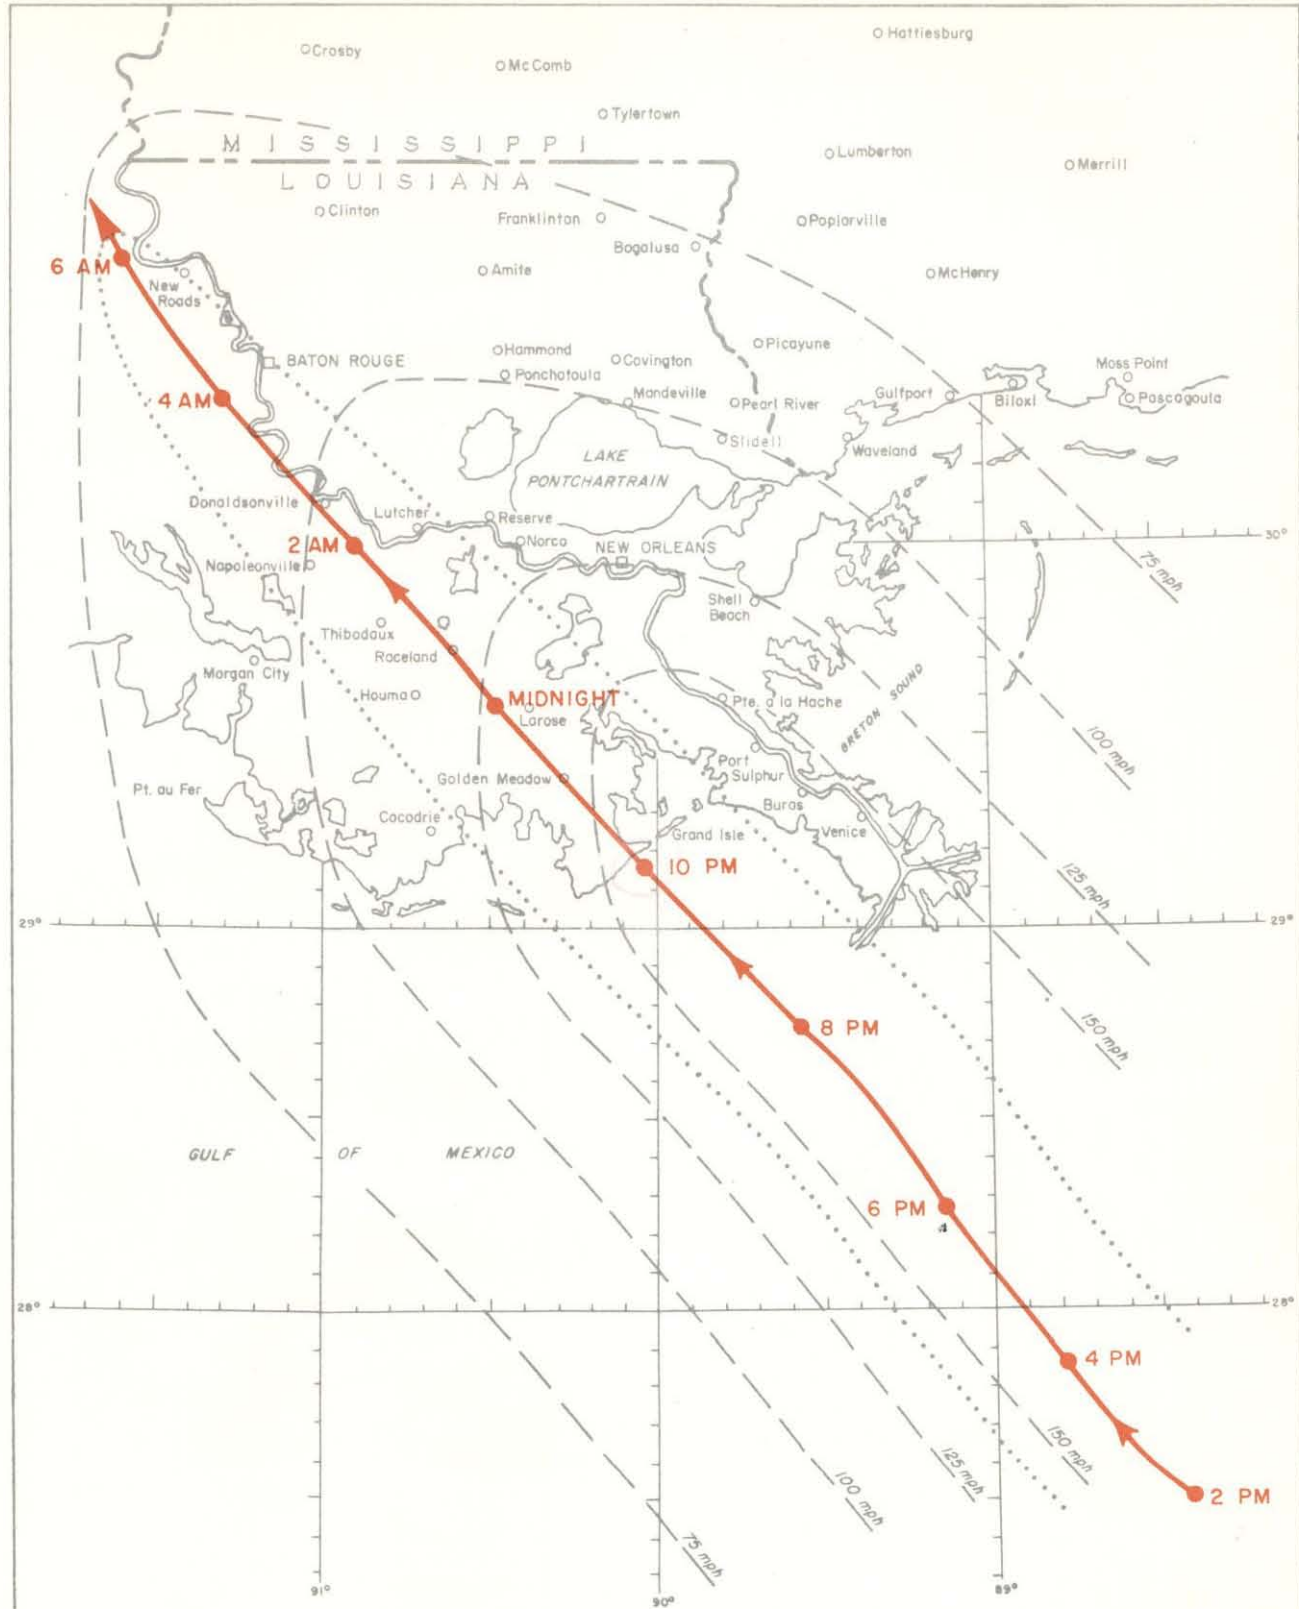 Hattiesburg
Crosby
McComb
Tylertown
MISSISSIPPI
Lumberton
Merrill
LOUISIANA
Clinton
Franklinton
Poplarville
Bogalusa
6 AM
Amite
McHenry
New
Roads
Picayune
Hammond
BATON ROUGE
Covington
Moss Point
Ponchatoula
4 AM
Mandeville
Pearl River
Gulfport
Biloxi
Pascagoula
Slidell
Waveland
LAKE
PONTCHARTRAIN
Donaldsonville
Lutcher
Reserve
2 AM
Norco
NEW ORLEANS
30°
Napoleonville
75 mph
Shell
Beach
Thibodaux
Raceland
Morgan City
Houma
MIDNIGHT
Larose
Pte. a la Hache
BRETON SOUND
100 mph
Port
Sulphur
Golden Meadow
Pt. au Fer
Buras
Cocodrie
Grand Isle
Venice
10 PM
125 mph
29°
29°
8 PM
150 mph
GULF OF MEXICO
6 PM
28°
28°
4 PM
150 mph
125 mph
100 mph
2 PM
75 mph
91°
90°
89°